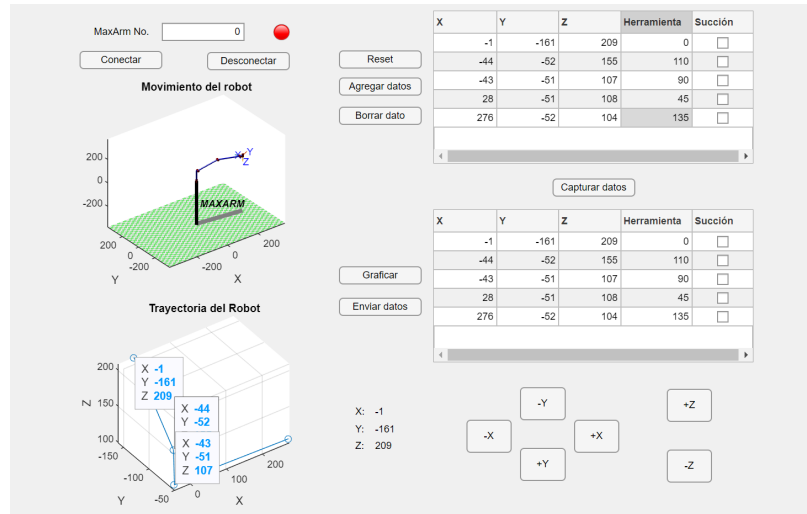 MaxArm No. 0
Conectar Desconectar
Movimiento del robot
200
0
-200
X Y
Z
MAXARM
200
0
-200
Y
-200
0
200
X
Trayectoria del Robot
200
150
100
Z
X -1
Y -161
Z 209
X -44
Y -52
X -43
Y -51
Z 107
-150
-100
-50
Y
0
100
200
X
Reset
Agregar datos
Borrar dato
X Y Z Herramienta Succión
-1 -161 209 0
-44 -52 155 110
-43 -51 107 90
28 -51 108 45
276 -52 104 135
Capturar datos
Graficar
Enviar datos
X Y Z Herramienta Succión
-1 -161 209 0
-44 -52 155 110
-43 -51 107 90
28 -51 108 45
276 -52 104 135
X: -1
Y: -161
Z: 209
-Y
-X +X
+Y
+Z
-Z